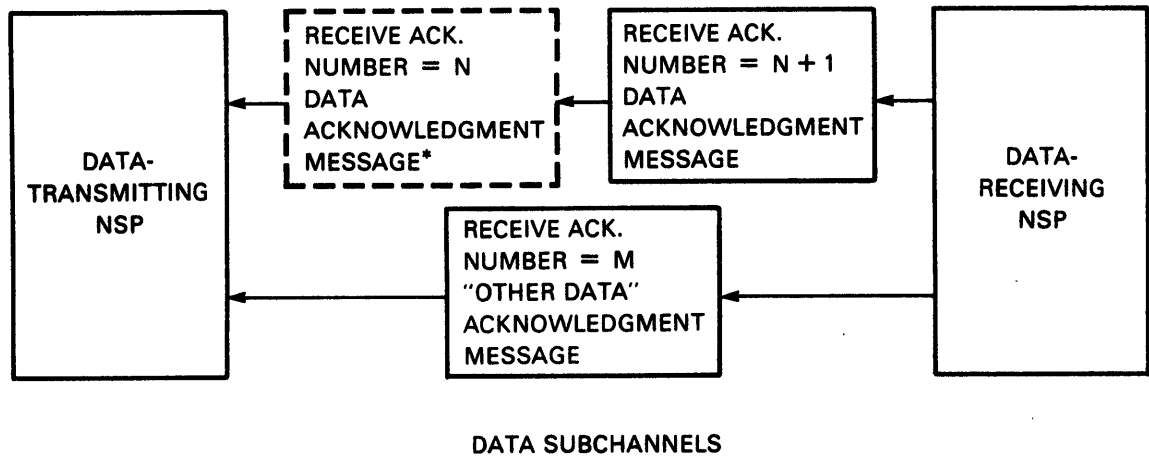 DATA-
TRANSMITTING
NSP
RECEIVE ACK.
NUMBER = N
DATA
ACKNOWLEDGMENT
MESSAGE*
RECEIVE ACK.
NUMBER = N + 1
DATA
ACKNOWLEDGMENT
MESSAGE
RECEIVE ACK.
NUMBER = M
"OTHER DATA"
ACKNOWLEDGMENT
MESSAGE
DATA-
RECEIVING
NSP
DATA SUBCHANNELS